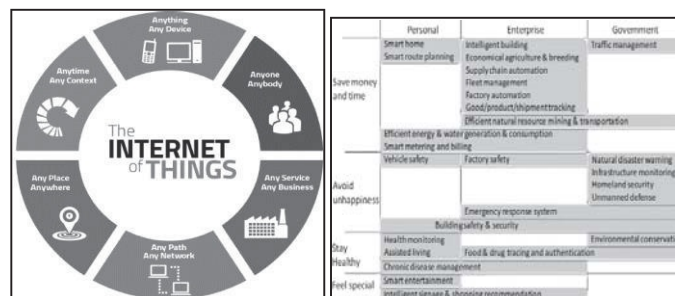 Anything
Any Device
Anyone
Anybody
Any Service
Any Business
Any Path
Any Network
Any Place
Anywhere
Anytime
Any Context
The
INTERNET
of THINGS
Personal Enterprise Government
Save money
and time
Smart home Intelligent building Traffic management
Smart route planning Economical agriculture & breeding
Supply chain automation
Fleet management
Factory automation
Good/product/shipment tracking
Efficient natural resource mining & transportation
Efficient energy & water generation & consumption
Smart metering and billing
Avoid
unhappiness
Vehicle safety Factory safety Natural disaster warning
Infrastructure monitoring
Homeland security
Unmanned defense
Emergency response system
Building safety & security
Stay
Healthy
Health monitoring Environmental conservati
Assisted living Food & drug tracing and authentication
Chronic disease management
Feel special
Smart entertainment
Intelligent signage & shopping recommendation